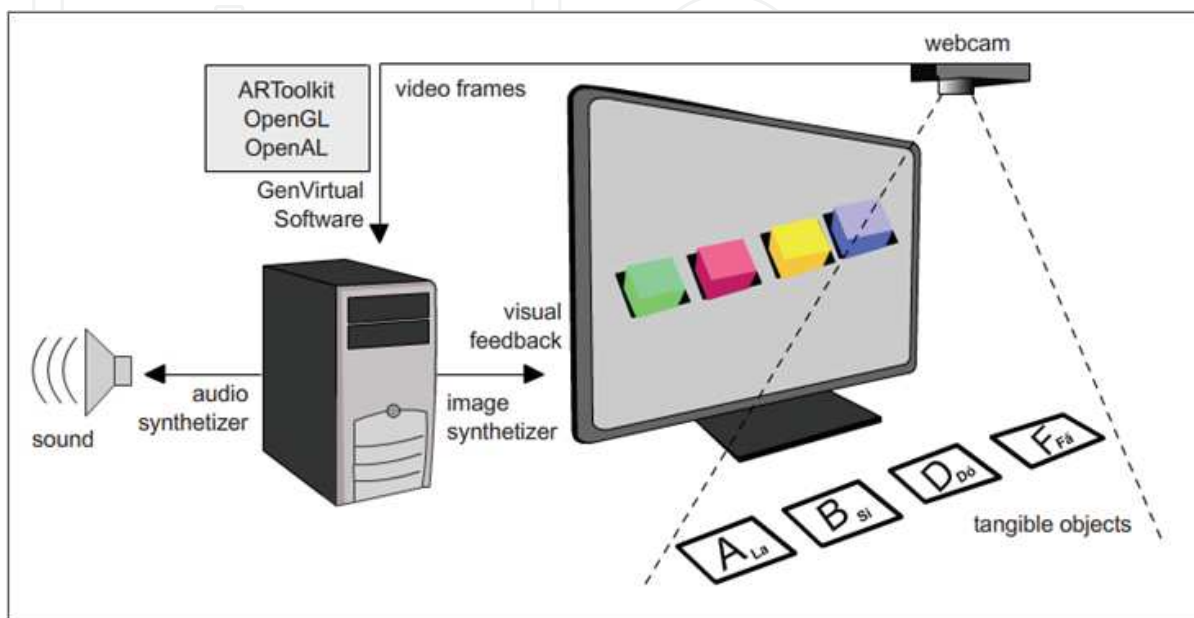 webcam
ARToolkit
OpenGL
OpenAL
video frames
GenVirtual
Software
visual
feedback
audio
synthetizer
image
synthetizer
sound
A La
B Si
D Dó
F Fá
tangible objects